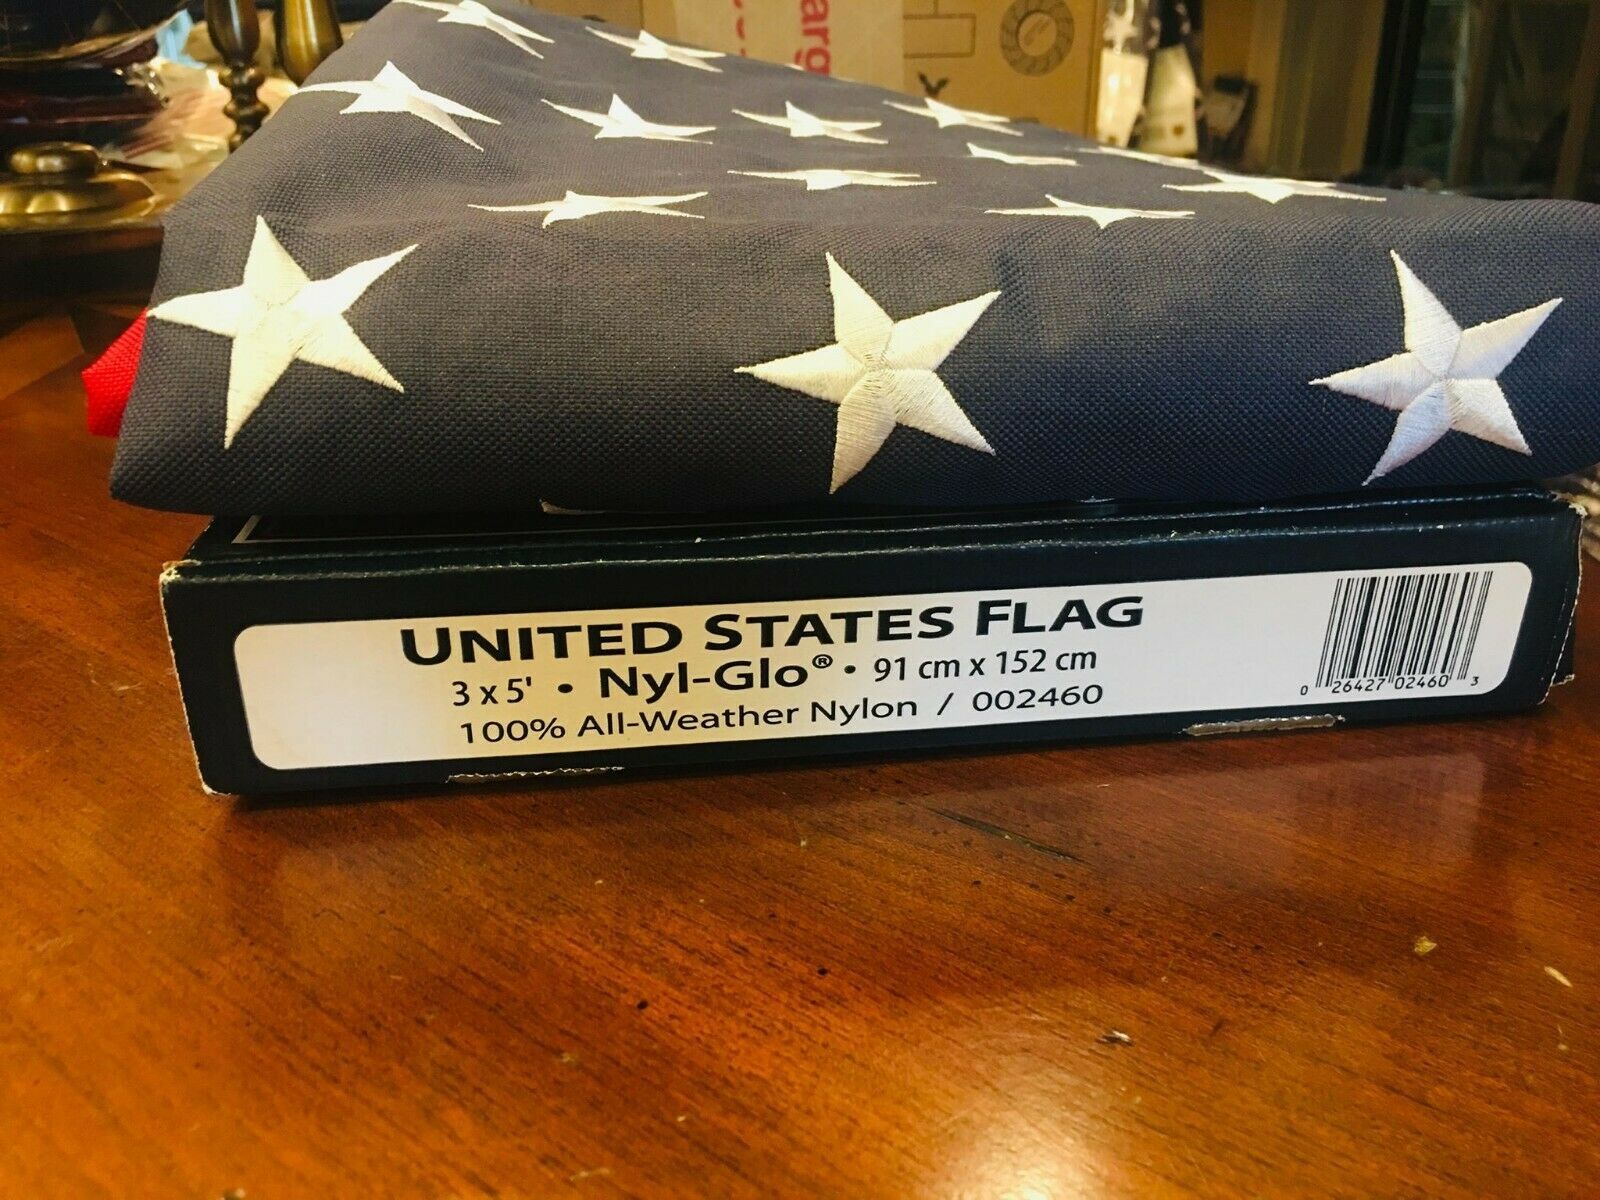 arg
UNITED STATES FLAG
3 x 5' • Nyl-Glo® • 91 cm x 152 cm
100% All-Weather Nylon / 002460
0 26427 02460 3